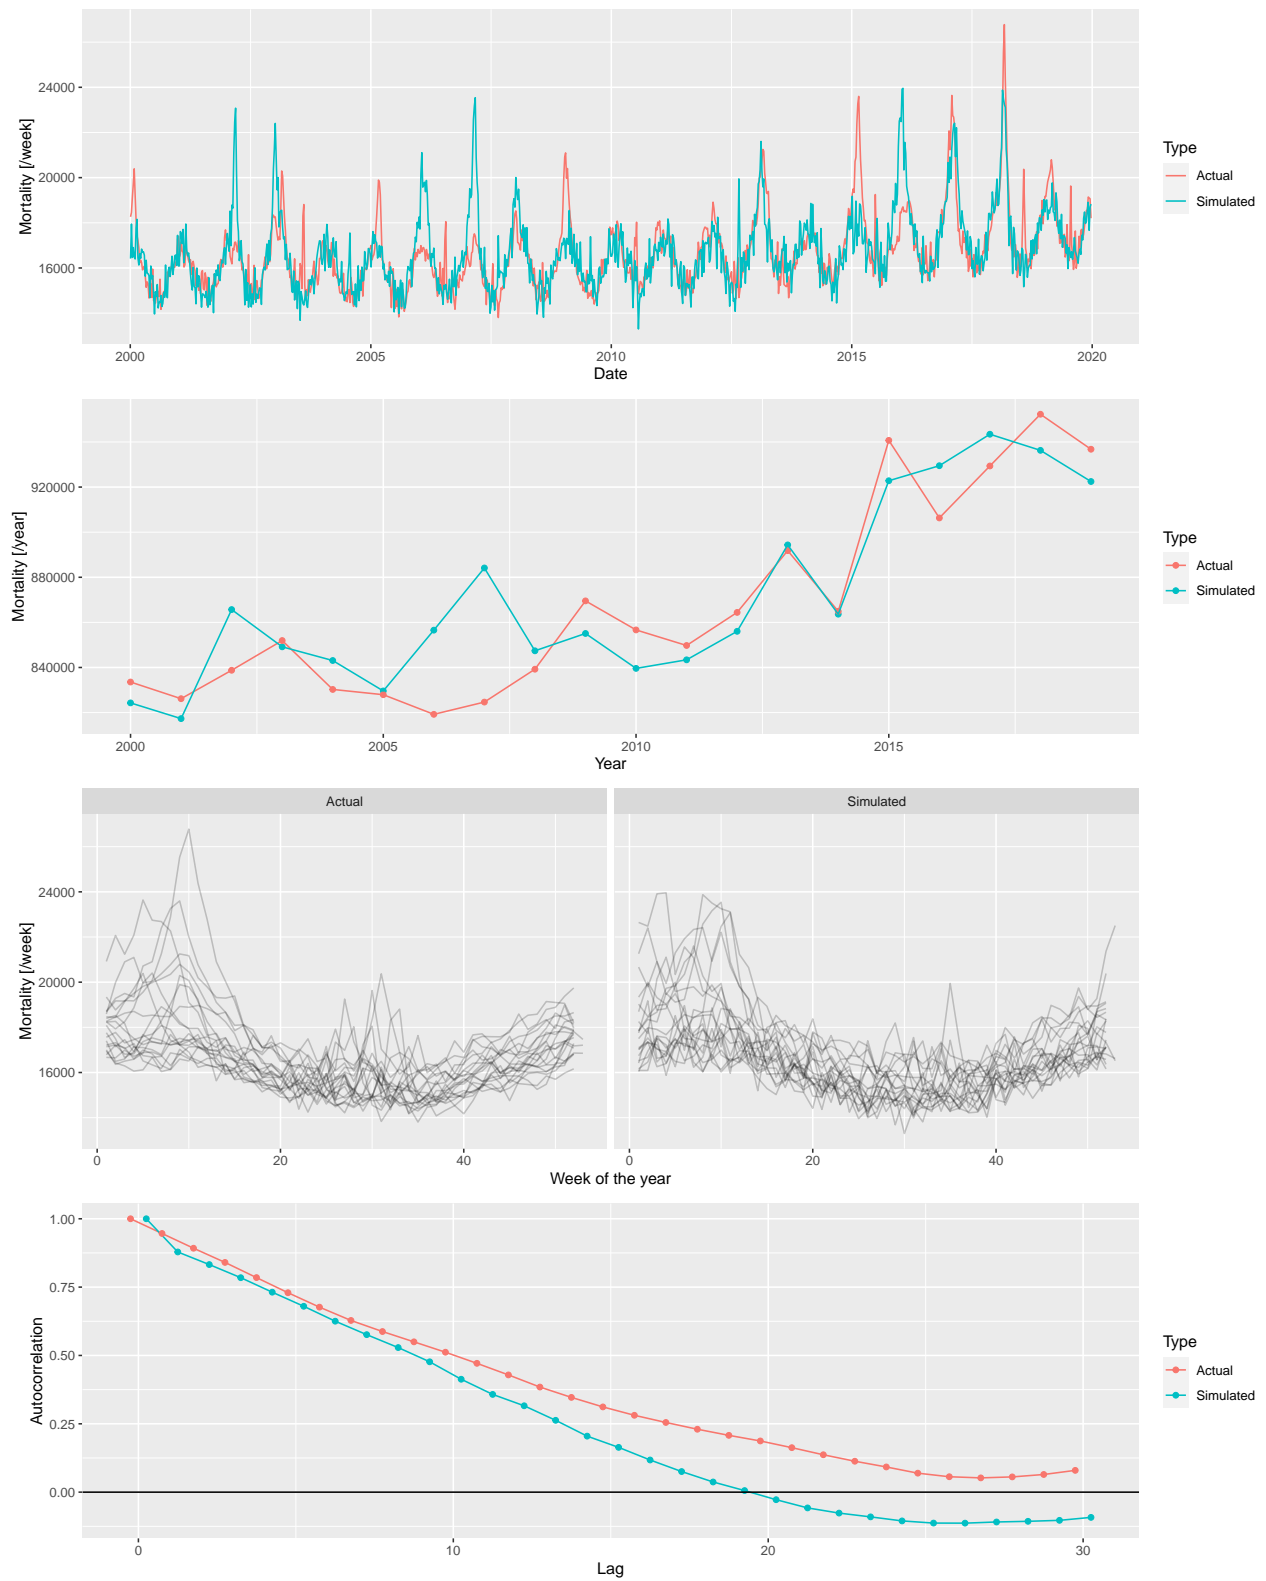 24000
20000
16000
Mortality [/week]
2000
2005
2010
2015
2020
Date
Type
Actual
Simulated
920000
880000
840000
Mortality [/year]
2000
2005
2010
2015
Year
Type
Actual
Simulated
Actual
Simulated
24000
20000
16000
Mortality [/week]
0
20
40
0
20
40
Week of the year
1.00
0.75
0.50
0.25
0.00
Autocorrelation
0
10
20
30
Lag
Type
Actual
Simulated